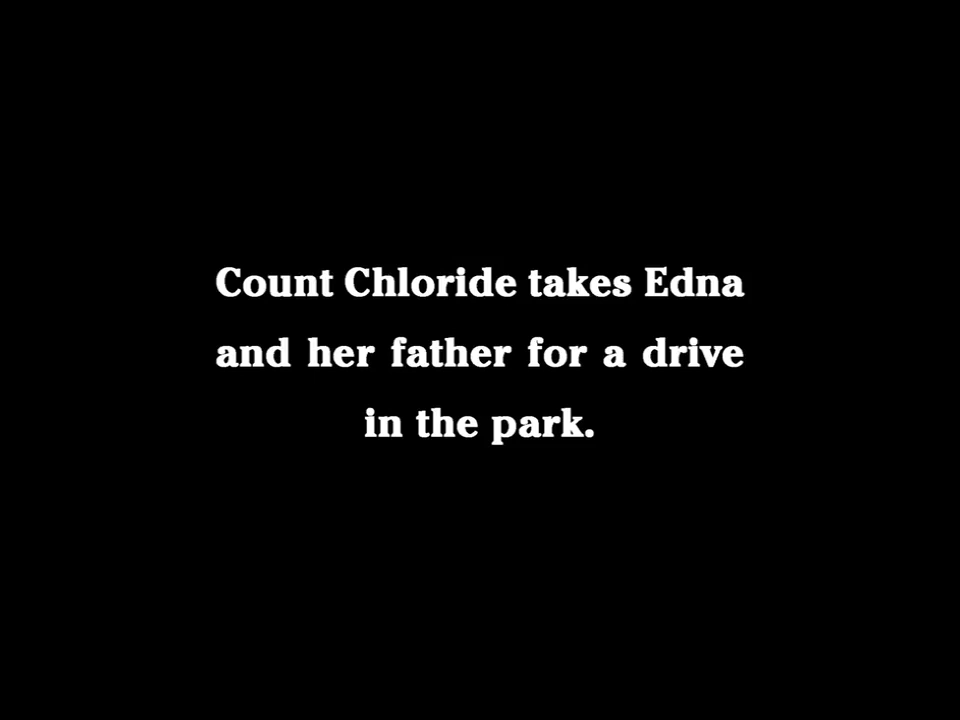 Count Chloride takes Edna
and her father for a drive
in the park.